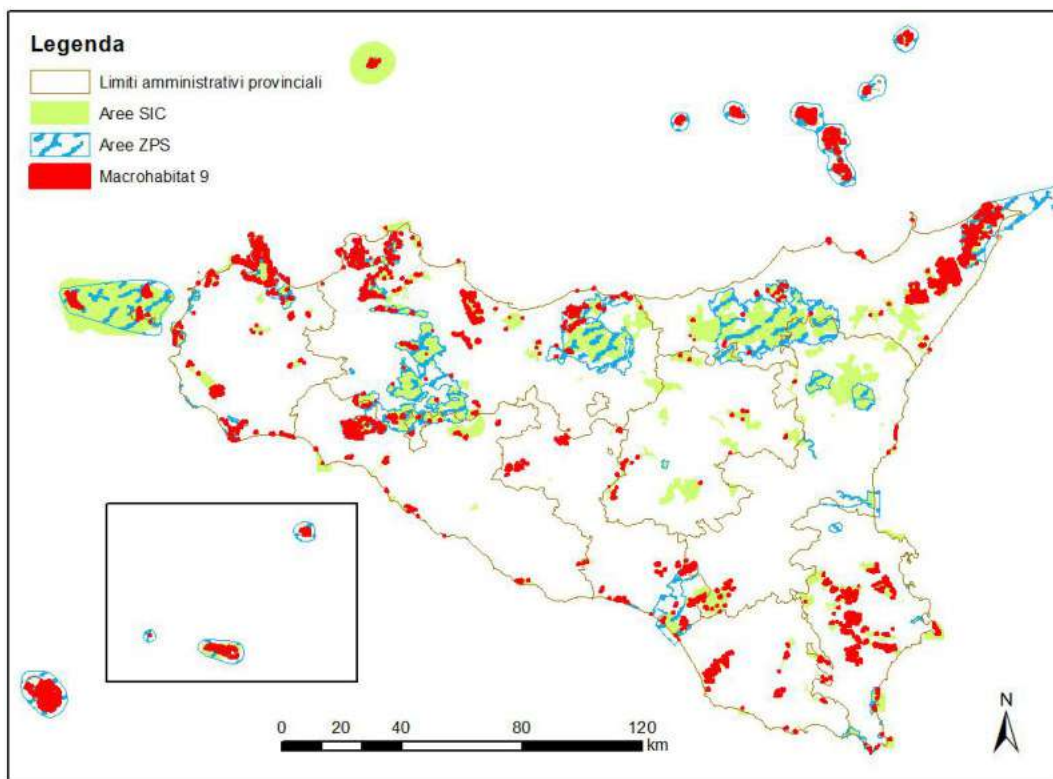 Legenda
Limiti amministrativi provinciali
Aree SIC
Aree ZPS
Macrohabitat 9
N
0 20 40 80 120
km